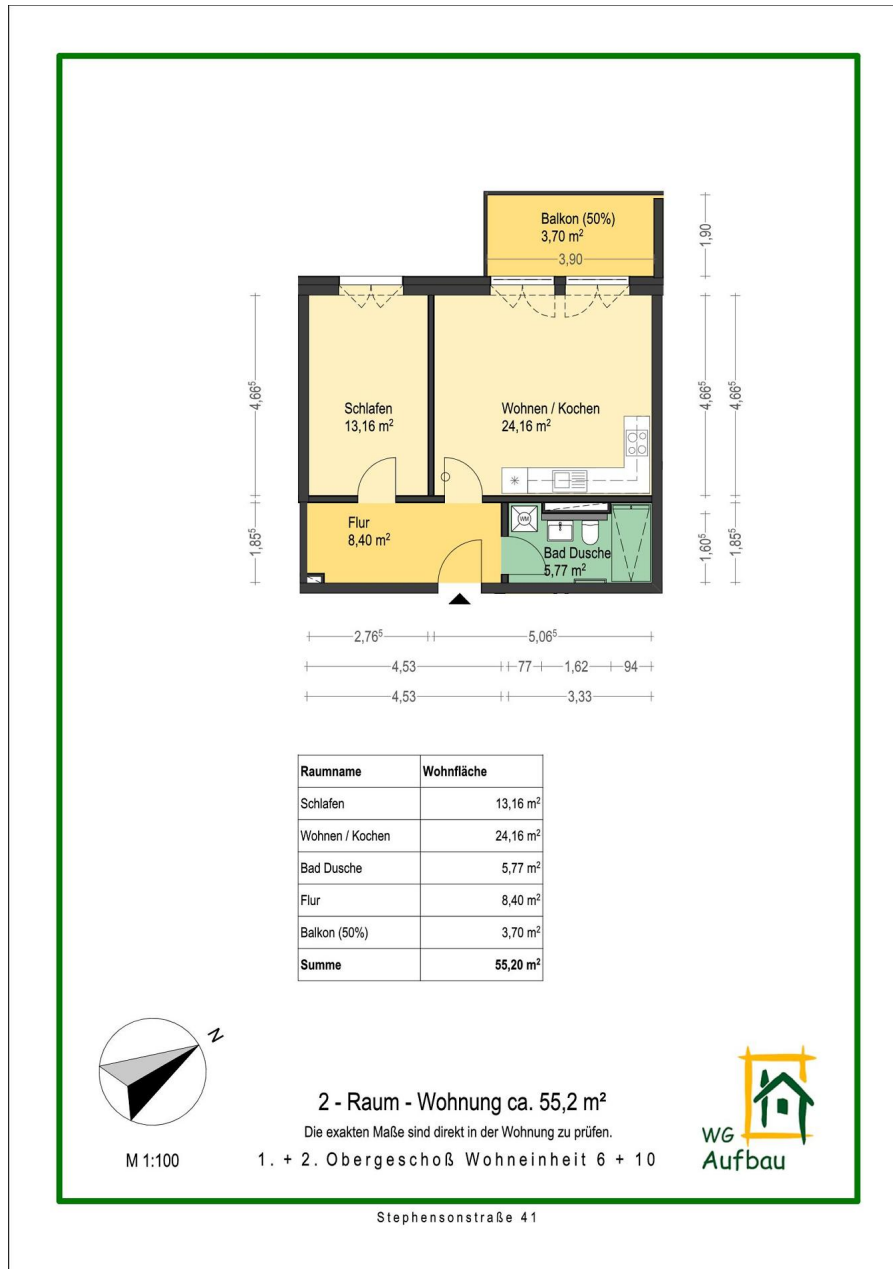 Balkon (50%)
3,70 m²
3,90
1,90
Schlafen
13,16 m²
Wohnen / Kochen
24,16 m²
4,66⁵
4,66⁵
4,66⁵
Flur
8,40 m²
WM
Bad Dusche
5,77 m²
1,85⁵
1,60⁵
1,85⁵
2,76⁵
5,06⁵
4,53
77
1,62
94
4,53
3,33
Raumname Wohnfläche
Schlafen 13,16 m²
Wohnen / Kochen 24,16 m²
Bad Dusche 5,77 m²
Flur 8,40 m²
Balkon (50%) 3,70 m²
Summe 55,20 m²
N
M 1:100
2 - Raum - Wohnung ca. 55,2 m²
Die exakten Maße sind direkt in der Wohnung zu prüfen.
1. + 2. Obergeschoß Wohneinheit 6 + 10
WG
Aufbau
Stephensonstraße 41